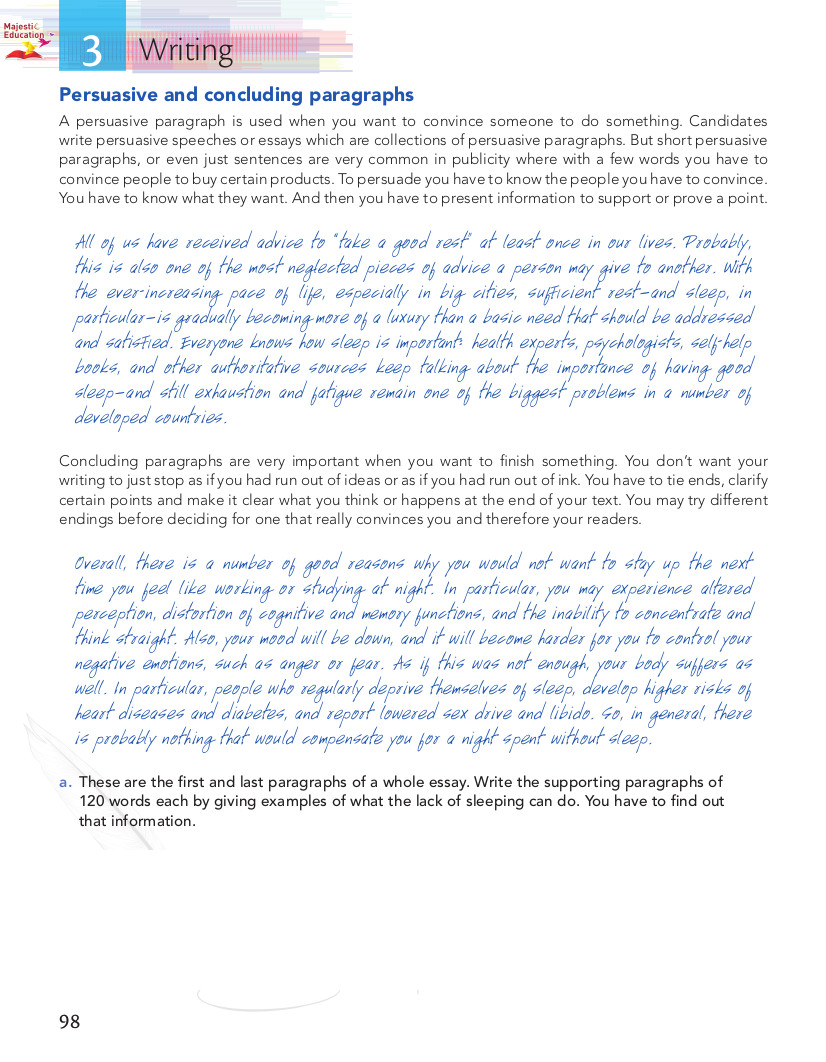 Majestic
Education
3 Writing
Persuasive and concluding paragraphs
A persuasive paragraph is used when you want to convince someone to do something. Candidates
write persuasive speeches or essays which are collections of persuasive paragraphs. But short persuasive
paragraphs, or even just sentences are very common in publicity where with a few words you have to
convince people to buy certain products. To persuade you have to know the people you have to convince.
You have to know what they want. And then you have to present information to support or prove a point.
All of us have received advice to "take a good rest" at least once in our lives. Probably,
this is also one of the most neglected pieces of advice a person may give to another. With
the ever-increasing pace of life, especially in big cities, sufficient rest—and sleep, in
particular—is gradually becoming more of a luxury than a basic need that should be addressed
and satisfied. Everyone knows how sleep is important: health experts, psychologists, self-help
books, and other authoritative sources keep talking about the importance of having good
sleep—and still exhaustion and fatigue remain one of the biggest problems in a number of
developed countries.
Concluding paragraphs are very important when you want to finish something. You don't want your
writing to just stop as if you had run out of ideas or as if you had run out of ink. You have to tie ends, clarify
certain points and make it clear what you think or happens at the end of your text. You may try different
endings before deciding for one that really convinces you and therefore your readers.
Overall, there is a number of good reasons why you would not want to stay up the next
time you feel like working or studying at night. In particular, you may experience altered
perception, distortion of cognitive and memory functions, and the inability to concentrate and
think straight. Also, your mood will be down, and it will become harder for you to control your
negative emotions, such as anger or fear. As if this was not enough, your body suffers as
well. In particular, people who regularly deprive themselves of sleep, develop higher risks of
heart diseases and diabetes, and report lowered sex drive and libido. So, in general, there
is probably nothing that would compensate you for a night spent without sleep.
a. These are the first and last paragraphs of a whole essay. Write the supporting paragraphs of
120 words each by giving examples of what the lack of sleeping can do. You have to find out
that information.
98